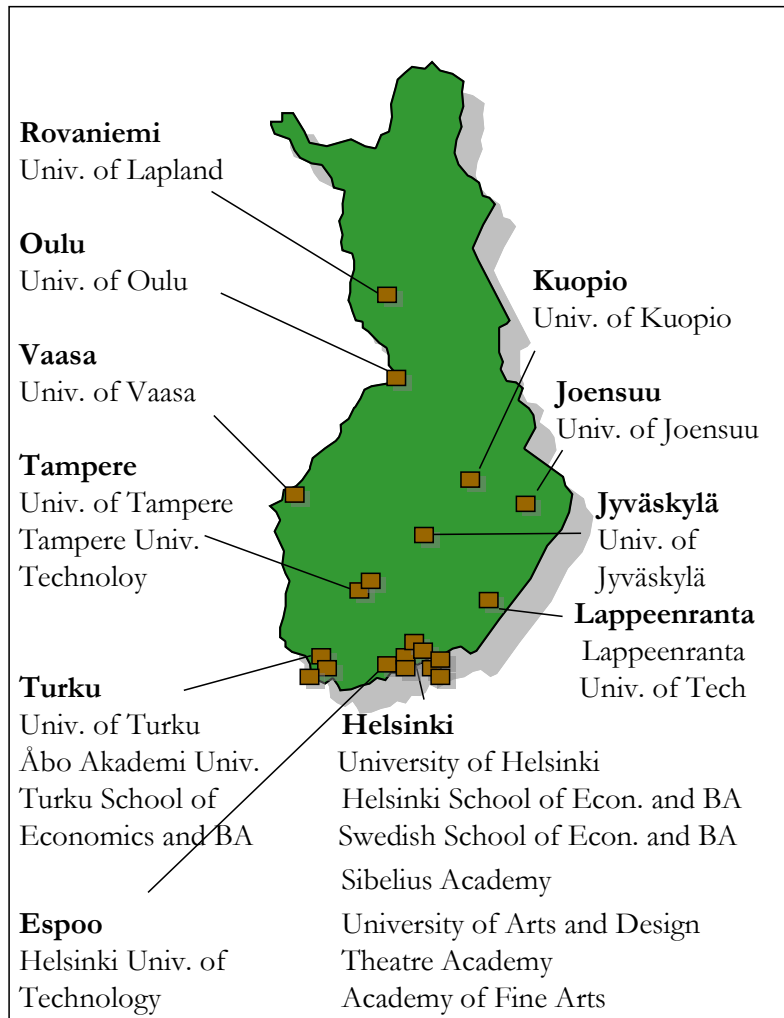 Rovaniemi
Univ. of Lapland
Oulu
Univ. of Oulu
Vaasa
Univ. of Vaasa
Tampere
Univ. of Tampere
Tampere Univ.
Technoloy
Kuopio
Univ. of Kuopio
Joensuu
Univ. of Joensuu
Jyväskylä
Univ. of
Jyväskylä
Lappeenranta
Lappeenranta
Univ. of Tech
Turku
Univ. of Turku
Åbo Akademi Univ.
Turku School of
Economics and BA
Espoo
Helsinki Univ. of
Technology
Helsinki
University of Helsinki
Helsinki School of Econ. and BA
Swedish School of Econ. and BA
Sibelius Academy
University of Arts and Design
Theatre Academy
Academy of Fine Arts